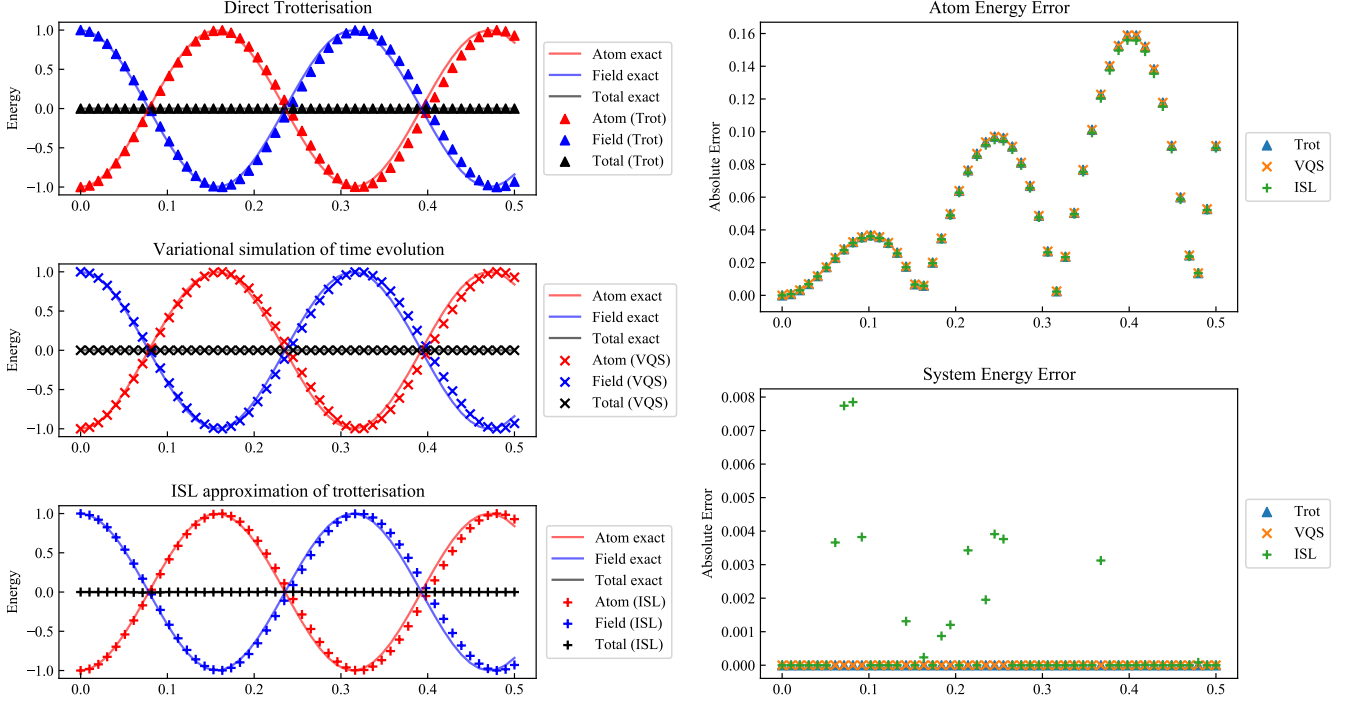 Direct Trotterisation
Energy
1.0
0.5
0.0
−0.5
−1.0
0.0 0.1 0.2 0.3 0.4 0.5
Atom exact
Field exact
Total exact
Atom (Trot)
Field (Trot)
Total (Trot)
Variational simulation of time evolution
Energy
1.0
0.5
0.0
−0.5
−1.0
0.0 0.1 0.2 0.3 0.4 0.5
Atom exact
Field exact
Total exact
Atom (VQS)
Field (VQS)
Total (VQS)
ISL approximation of trotterisation
Energy
1.0
0.5
0.0
−0.5
−1.0
0.0 0.1 0.2 0.3 0.4 0.5
Atom exact
Field exact
Total exact
Atom (ISL)
Field (ISL)
Total (ISL)
Atom Energy Error
Absolute Error
0.16
0.14
0.12
0.10
0.08
0.06
0.04
0.02
0.00
0.0 0.1 0.2 0.3 0.4 0.5
Trot
VQS
ISL
System Energy Error
Absolute Error
0.008
0.007
0.006
0.005
0.004
0.003
0.002
0.001
0.000
0.0 0.1 0.2 0.3 0.4 0.5
Trot
VQS
ISL